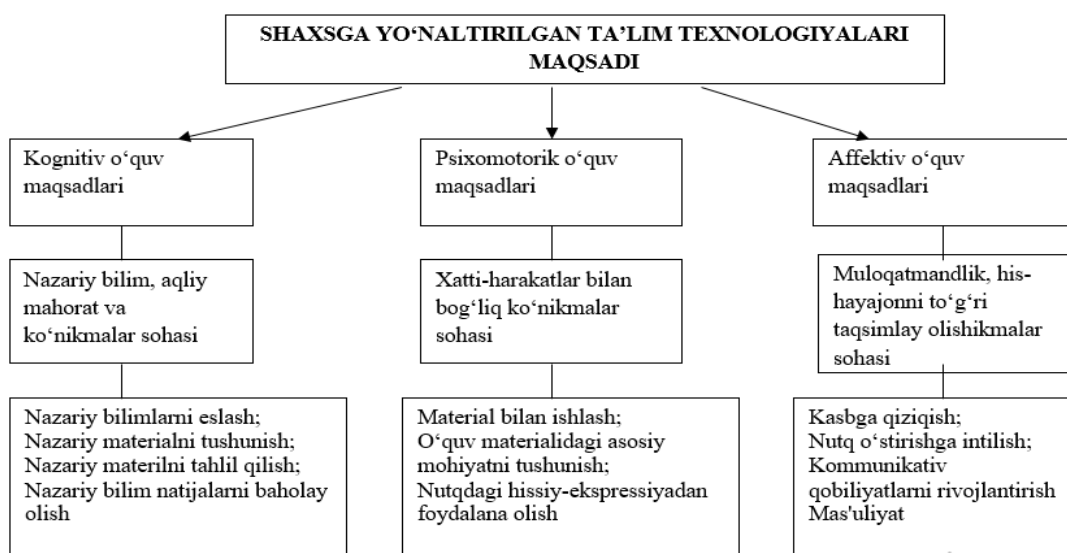 SHAXSGA YO‘NALTIRILGAN TA’LIM TEXNOLOGIYALARI
MAQSADI
Kognitiv o‘quv
maqsadlari
Psixomotorik o‘quv
maqsadlari
Affektiv o‘quv
maqsadlari
Nazariy bilim, aqliy
mahorat va
ko‘nikmalar sohasi
Xatti-harakatlar bilan
bog‘liq ko‘nikmalar
sohasi
Muloqatmandlik, his-
hayajonni to‘g‘ri
taqsimlay olishikmalar
sohasi
Nazariy bilimlarni eslash;
Nazariy materialni tushunish;
Nazariy materilni tahlil qilish;
Nazariy bilim natijalarni baholay
olish
Material bilan ishlash;
O‘quv materialidagi asosiy
mohiyatni tushunish;
Nutqdagi hissiy-ekspressiyadan
foydalana olish
Kasbga qiziqish;
Nutq o‘stirishga intilish;
Kommunikativ
qobiliyatlarni rivojlantirish
Mas'uliyat